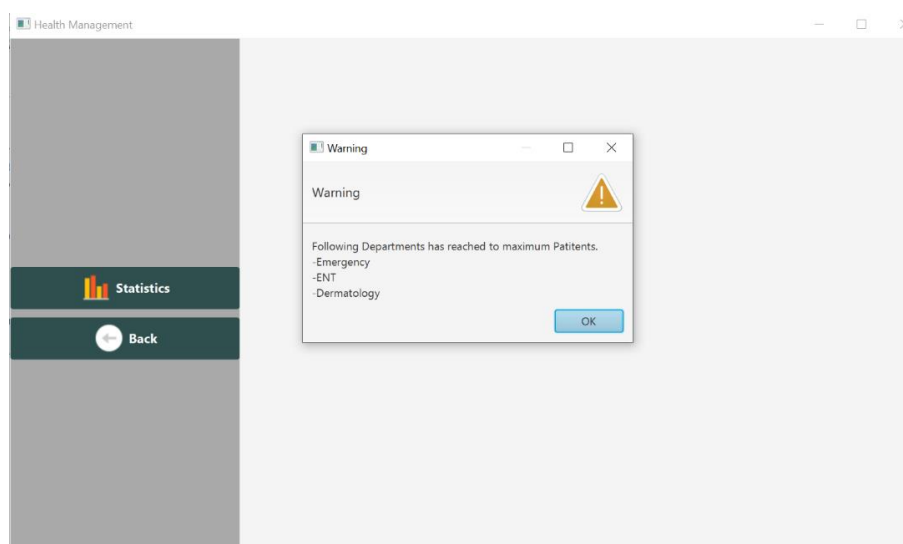 Health Management
Warning
Warning
Following Departments has reached to maximum Patitents.
-Emergency
-ENT
-Dermatology
OK
Statistics
Back